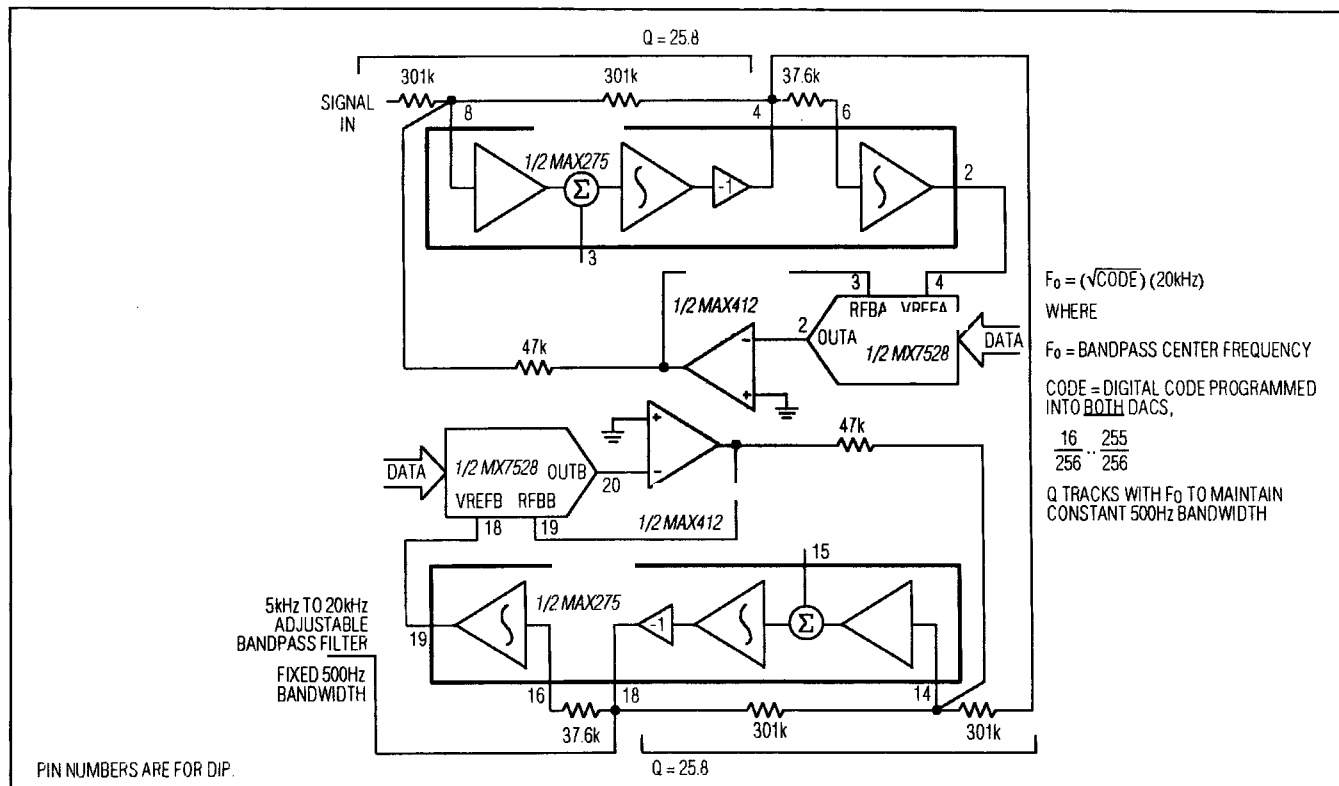 Q = 25.8
301k
301k
37.6k
SIGNAL
IN
8
4
6
1/2 MAX275
Σ
-1
2
3
3
4
RFBA VREFA
1/2 MAX412
2
OUTA
1/2 MX7528
DATA
47k
F₀ = (√CODE) (20kHz)
WHERE
F₀ = BANDPASS CENTER FREQUENCY
CODE = DIGITAL CODE PROGRAMMED
INTO BOTH DACS,
16/256 .. 255/256
Q TRACKS WITH F₀ TO MAINTAIN
CONSTANT 500Hz BANDWIDTH
+
-
-
+
47k
DATA
1/2 MX7528
OUTB
VREFB RFBB
20
18
19
1/2 MAX412
15
1/2 MAX275
-1
Σ
5kHz TO 20kHz
ADJUSTABLE
BANDPASS FILTER
19
FIXED 500Hz
BANDWIDTH
16
18
14
37.6k
301k
301k
Q = 25.8
PIN NUMBERS ARE FOR DIP.